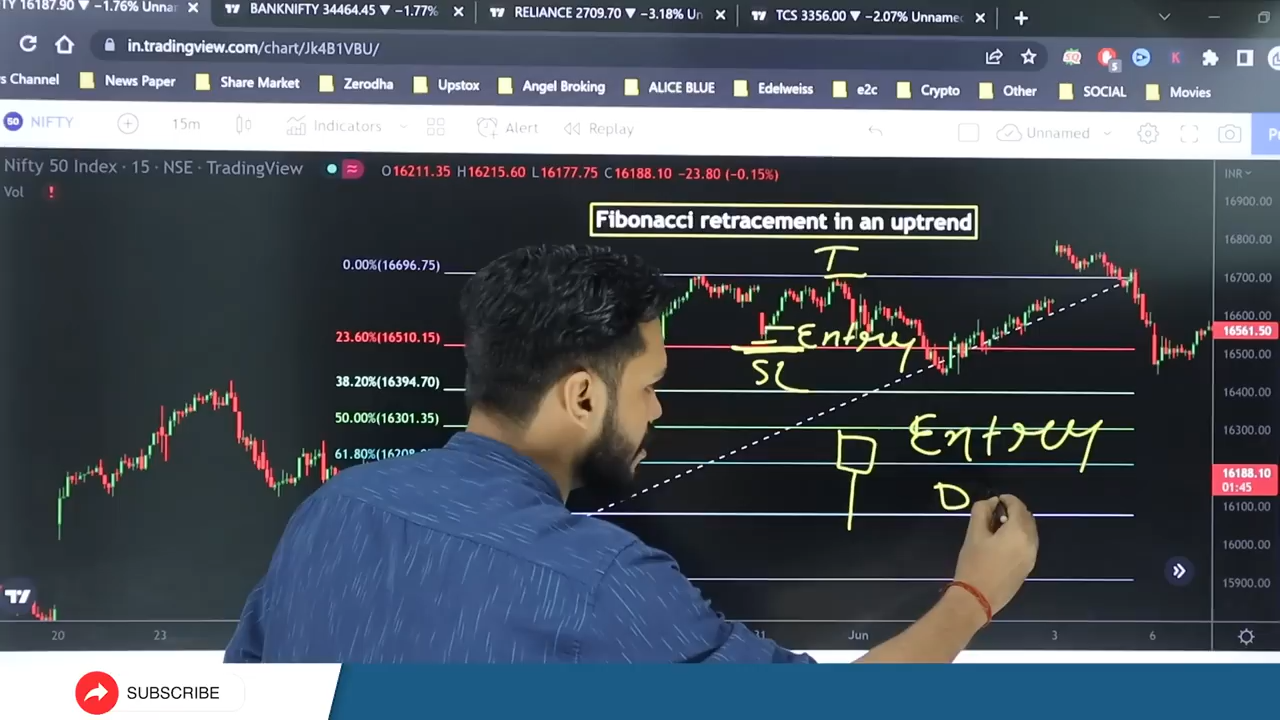 TY 16187.90 ▼ −1.76% Unnar
BANKNIFTY 34464.45 ▼ −1.77%
RELIANCE 2709.70 ▼ −3.18% Un
TCS 3356.00 ▼ −2.07% Unname
in.tradingview.com/chart/Jk4B1VBU/
s Channel News Paper Share Market Zerodha Upstox Angel Broking ALICE BLUE Edelweiss e2c Crypto Other SOCIAL Movies
50 NIFTY 15m Indicators Alert Replay Unnamed
Nifty 50 Index · 15 · NSE · TradingView O16211.35 H16215.60 L16177.75 C16188.10 −23.80 (−0.15%)
INR
Vol !
16900.00
Fibonacci retracement in an uptrend
16800.00
T
0.00%(16696.75)
16700.00
16600.00
16561.50
23.60%(16510.15)
Entry
16500.00
SL
38.20%(16394.70)
16400.00
50.00%(16301.35)
16300.00
Entry
61.80%(16208.
16188.10
01:45
D
16100.00
16000.00
15900.00
20 23 31 Jun 3 6
SUBSCRIBE